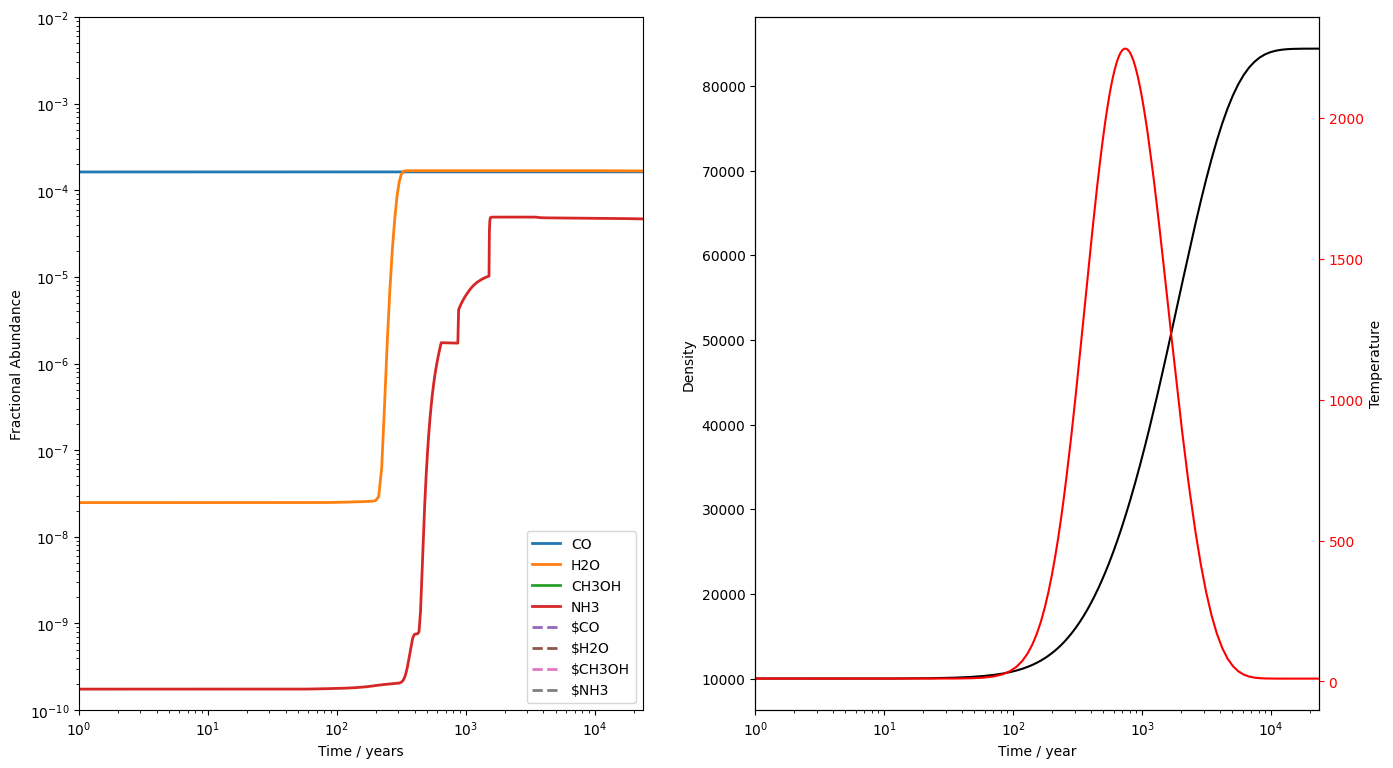 10⁻²
10⁻³
10⁻⁴
10⁻⁵
10⁻⁶
10⁻⁷
10⁻⁸
10⁻⁹
10⁻¹⁰
Fractional Abundance
10⁰
10¹
10²
10³
10⁴
Time / years
CO
H2O
CH3OH
NH3
$CO
$H2O
$CH3OH
$NH3
80000
70000
60000
50000
40000
30000
20000
10000
Density
10⁰
10¹
10²
10³
10⁴
Time / year
2000
1500
1000
500
0
Temperature